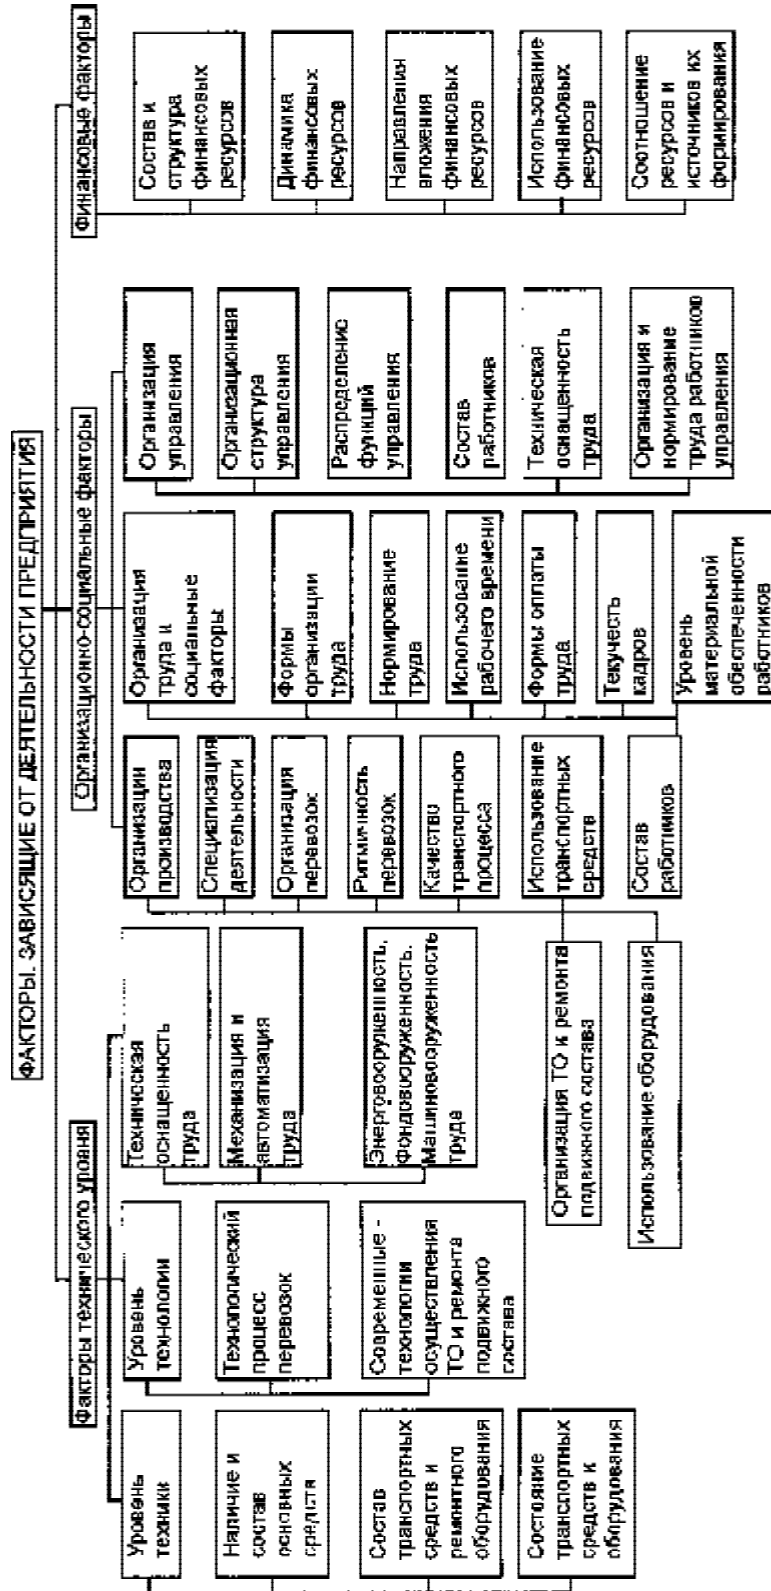 ФАКТОРЫ. ЗАВИСЯЩИЕ ОТ ДЕЯТЕЛЬНОСТИ ПРЕДПРИЯТИЯ
Факторы технического уровня
Организационно-социальные факторы
Финансовые факторы
Уровень
техники
Наличие и
состав
основных
средств
Состав
транспортных
средств и
ремонтного
оборудования
Состояние
транспортных
средств и
оборудования
Уровень
технологии
Технологический
процесс
перевозок
Современные -
технологии
осуществления
ТО и ремонта
подвижного
состава
Техническая
оснащенность
труда
Механизация и
автоматизация
труда
Энерговооруженность,
Фондовооруженность.
Машиновооруженность
труда
Организация ТО и ремонта
подвижного состава
Использование оборудования
Организации
производства
Специализация
деятельности
Организация
перевозок
Ритмичность
перевозок
Качество
транспортного
процесса
Использование
транспортных
средств
Состав
работников
Организация
труда и
социальные
факторы
Формы
организации
труда
Нормирование
труда
Использование
рабочего времени
Формы оплаты
труда
Текучесть
кадров
Уровень
материальной
обеспеченности
работников
Организация
управления
Организационная
структура
управления
Распределение
функций
управления
Состав
работников
Техническая
оснащенность
труда
Организация и
нормирование
труда работников
управления
Состав и
структура
финансовых
ресурсов
Динамика
финансовых
ресурсов
Направления
вложения
финансовых
ресурсов
Использование
финансовых
ресурсов
Соотношение
ресурсов и
источников их
формирования